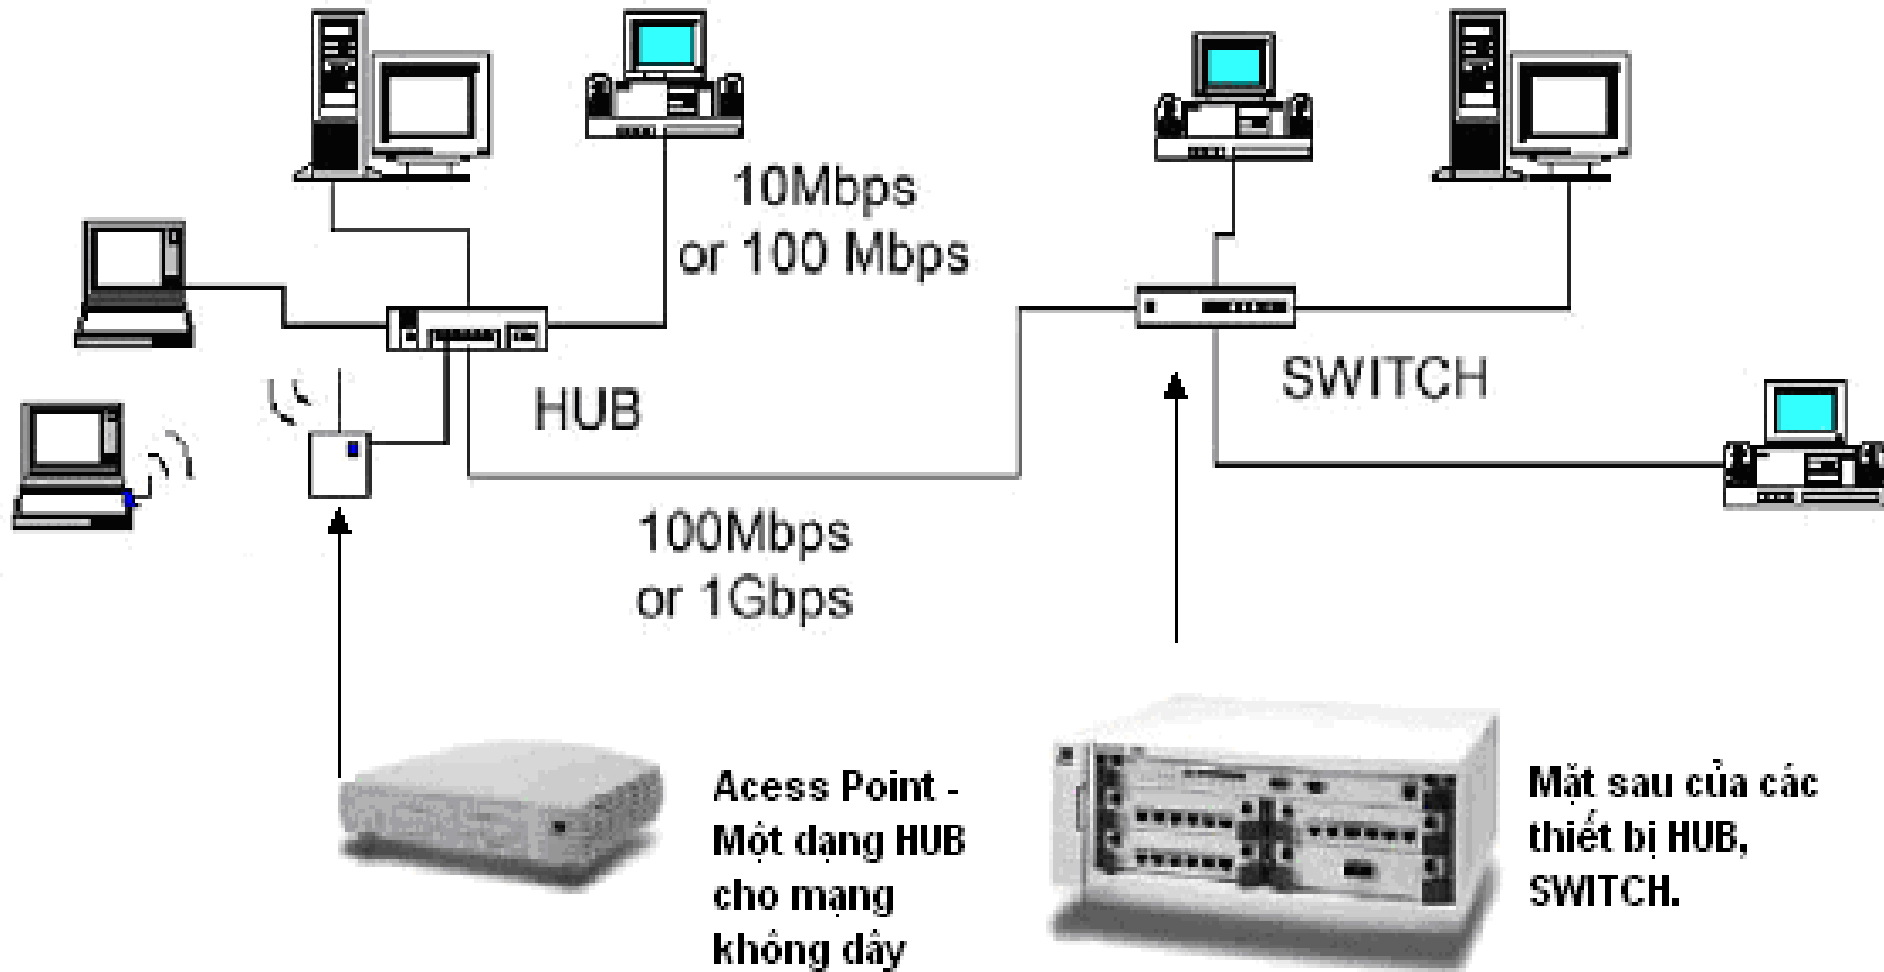 10Mbps
or 100 Mbps
HUB
SWITCH
100Mbps
or 1Gbps
Acess Point -
Một dạng HUB
cho mạng
không dây
Mặt sau của các
thiết bị HUB,
SWITCH.